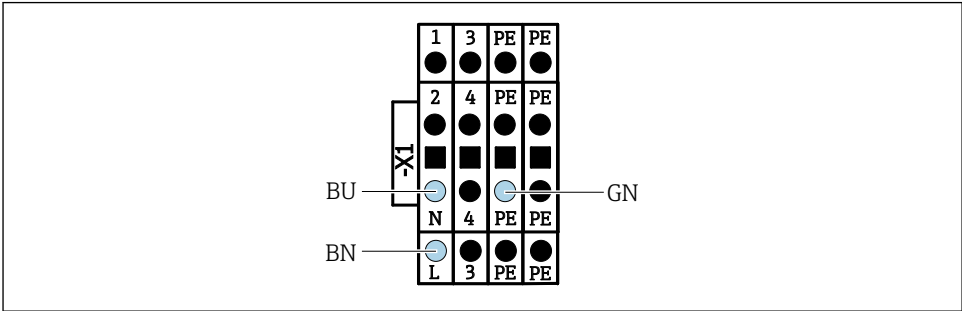 1 3 PE PE
2 4 PE PE
-X1
BU
GN
N 4 PE PE
BN
L 3 PE PE